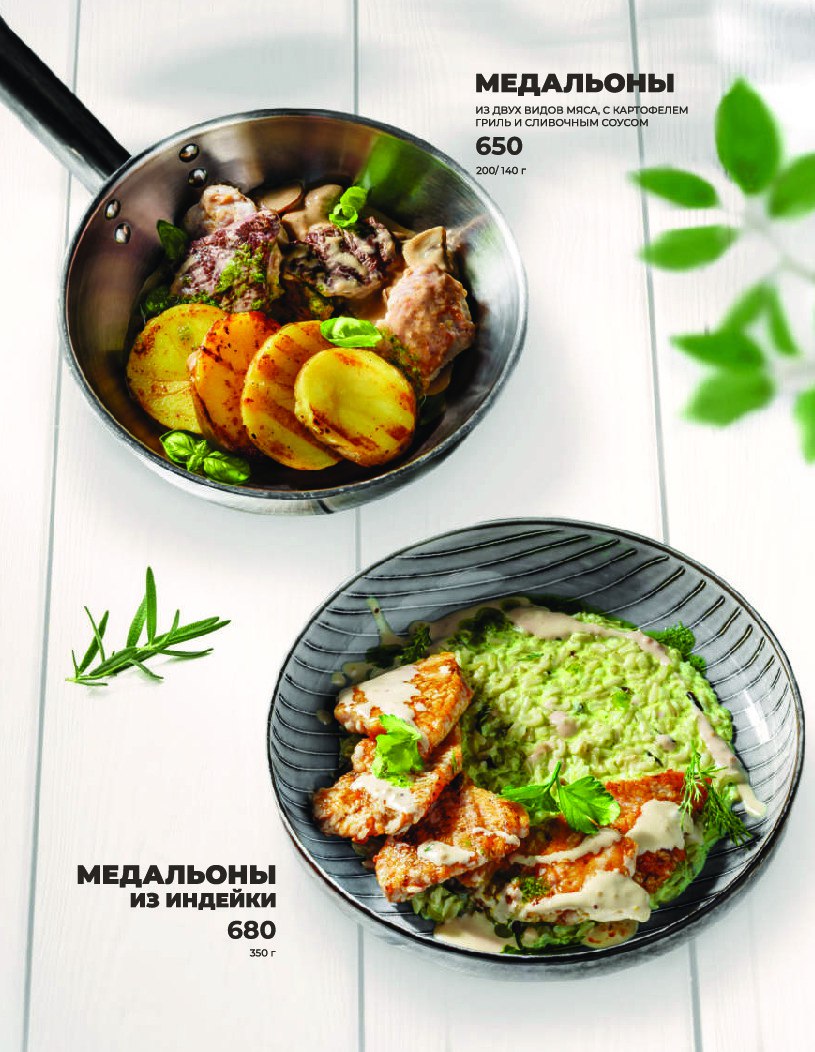 МЕДАЛЬОНЫ
ИЗ ДВУХ ВИДОВ МЯСА, С КАРТОФЕЛЕМ
ГРИЛЬ И СЛИВОЧНЫМ СОУСОМ
650
200/ 140 г
МЕДАЛЬОНЫ
ИЗ ИНДЕЙКИ
680
350 г